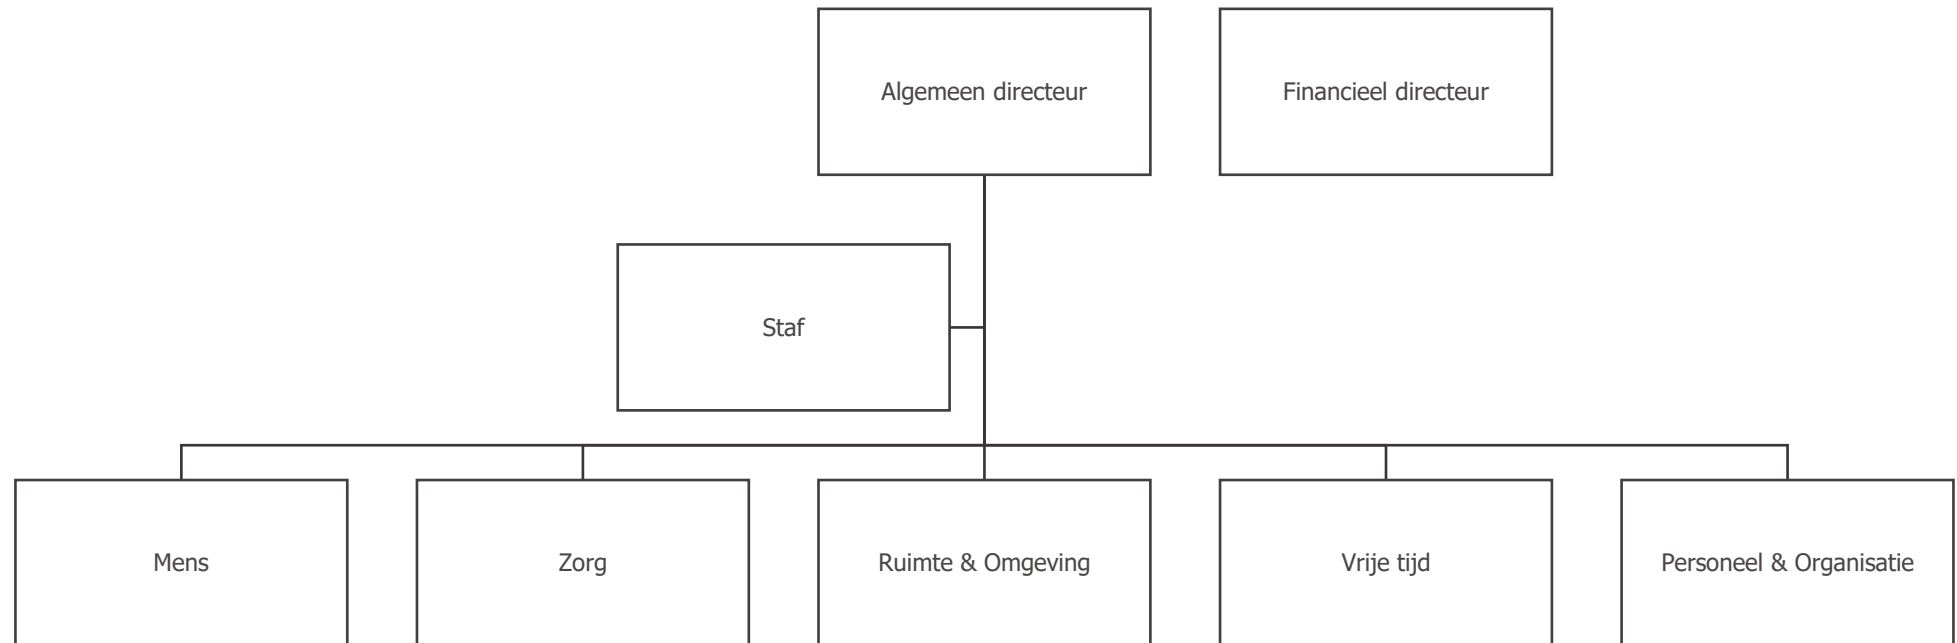 Algemeen directeur
Financieel directeur
Staf
Mens
Zorg
Ruimte & Omgeving
Vrije tijd
Personeel & Organisatie